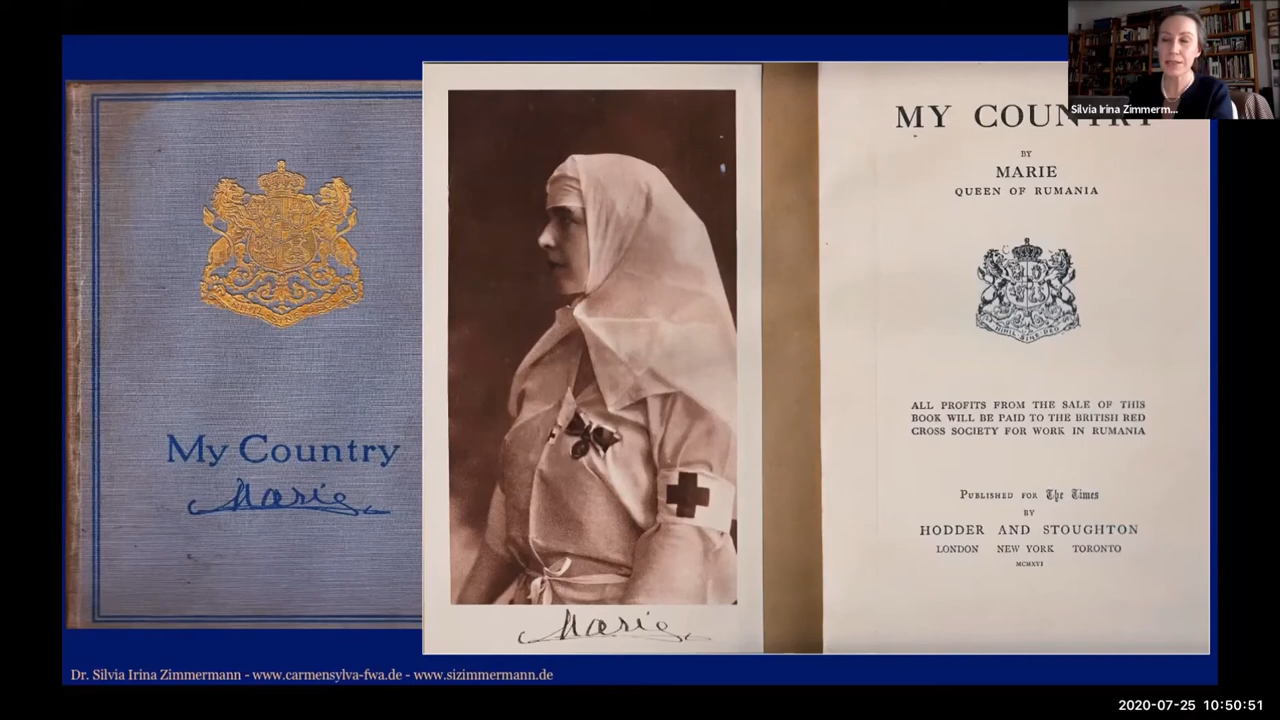 My Country
Marie
Marie
MY COUNTRY
BY
MARIE
QUEEN OF RUMANIA
NIHIL SINE DEO
ALL PROFITS FROM THE SALE OF THIS
BOOK WILL BE PAID TO THE BRITISH RED
CROSS SOCIETY FOR WORK IN RUMANIA
PUBLISHED FOR The Times
BY
HODDER AND STOUGHTON
LONDON NEW YORK TORONTO
MCMXVI
Silvia Irina Zimmerm...
Dr. Silvia Irina Zimmermann - www.carmensylva-fwa.de - www.sizimmermann.de
2020-07-25 10:50:51